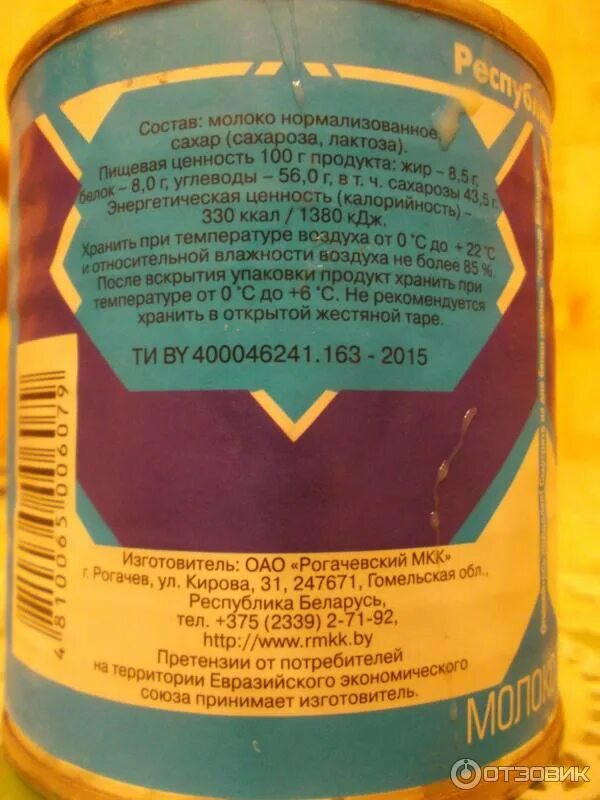 Республ
Состав: молоко нормализованное,
сахар (сахароза, лактоза).
Пищевая ценность 100 г продукта: жир – 8,5 г,
белок – 8,0 г, углеводы – 56,0 г, в т. ч. сахарозы 43,5 г.
Энергетическая ценность (калорийность) –
330 ккал / 1380 кДж.
Хранить при температуре воздуха от 0 °С до + 22 °С
и относительной влажности воздуха не более 85 %.
После вскрытия упаковки продукт хранить при
температуре от 0 °С до +6 °С. Не рекомендуется
хранить в открытой жестяной таре.
ТИ BY 400046241.163 - 2015
4 810065 006079
Изготовитель: ОАО «Рогачевский МКК»
г. Рогачев, ул. Кирова, 31, 247671, Гомельская обл.,
Республика Беларусь,
тел. +375 (2339) 2-71-92,
http://www.rmkk.by
Претензии от потребителей
на территории Евразийского экономического
союза принимает изготовитель.
МОЛОКО
ОТЗОВИК